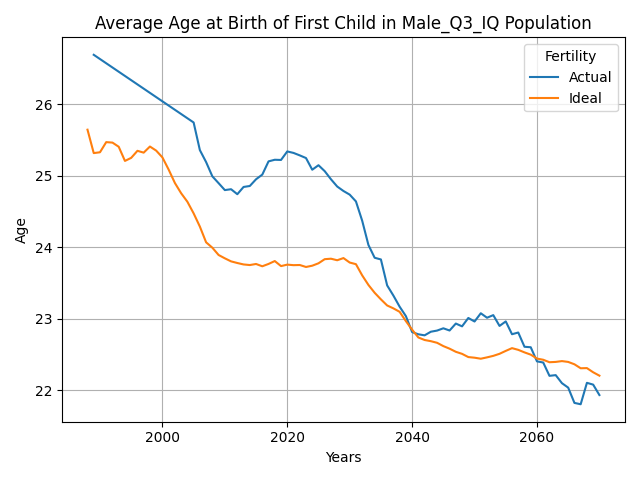 Average Age at Birth of First Child in Male_Q3_IQ Population
Fertility
Actual
Ideal
Age
26
25
24
23
22
2000 2020 2040 2060
Years